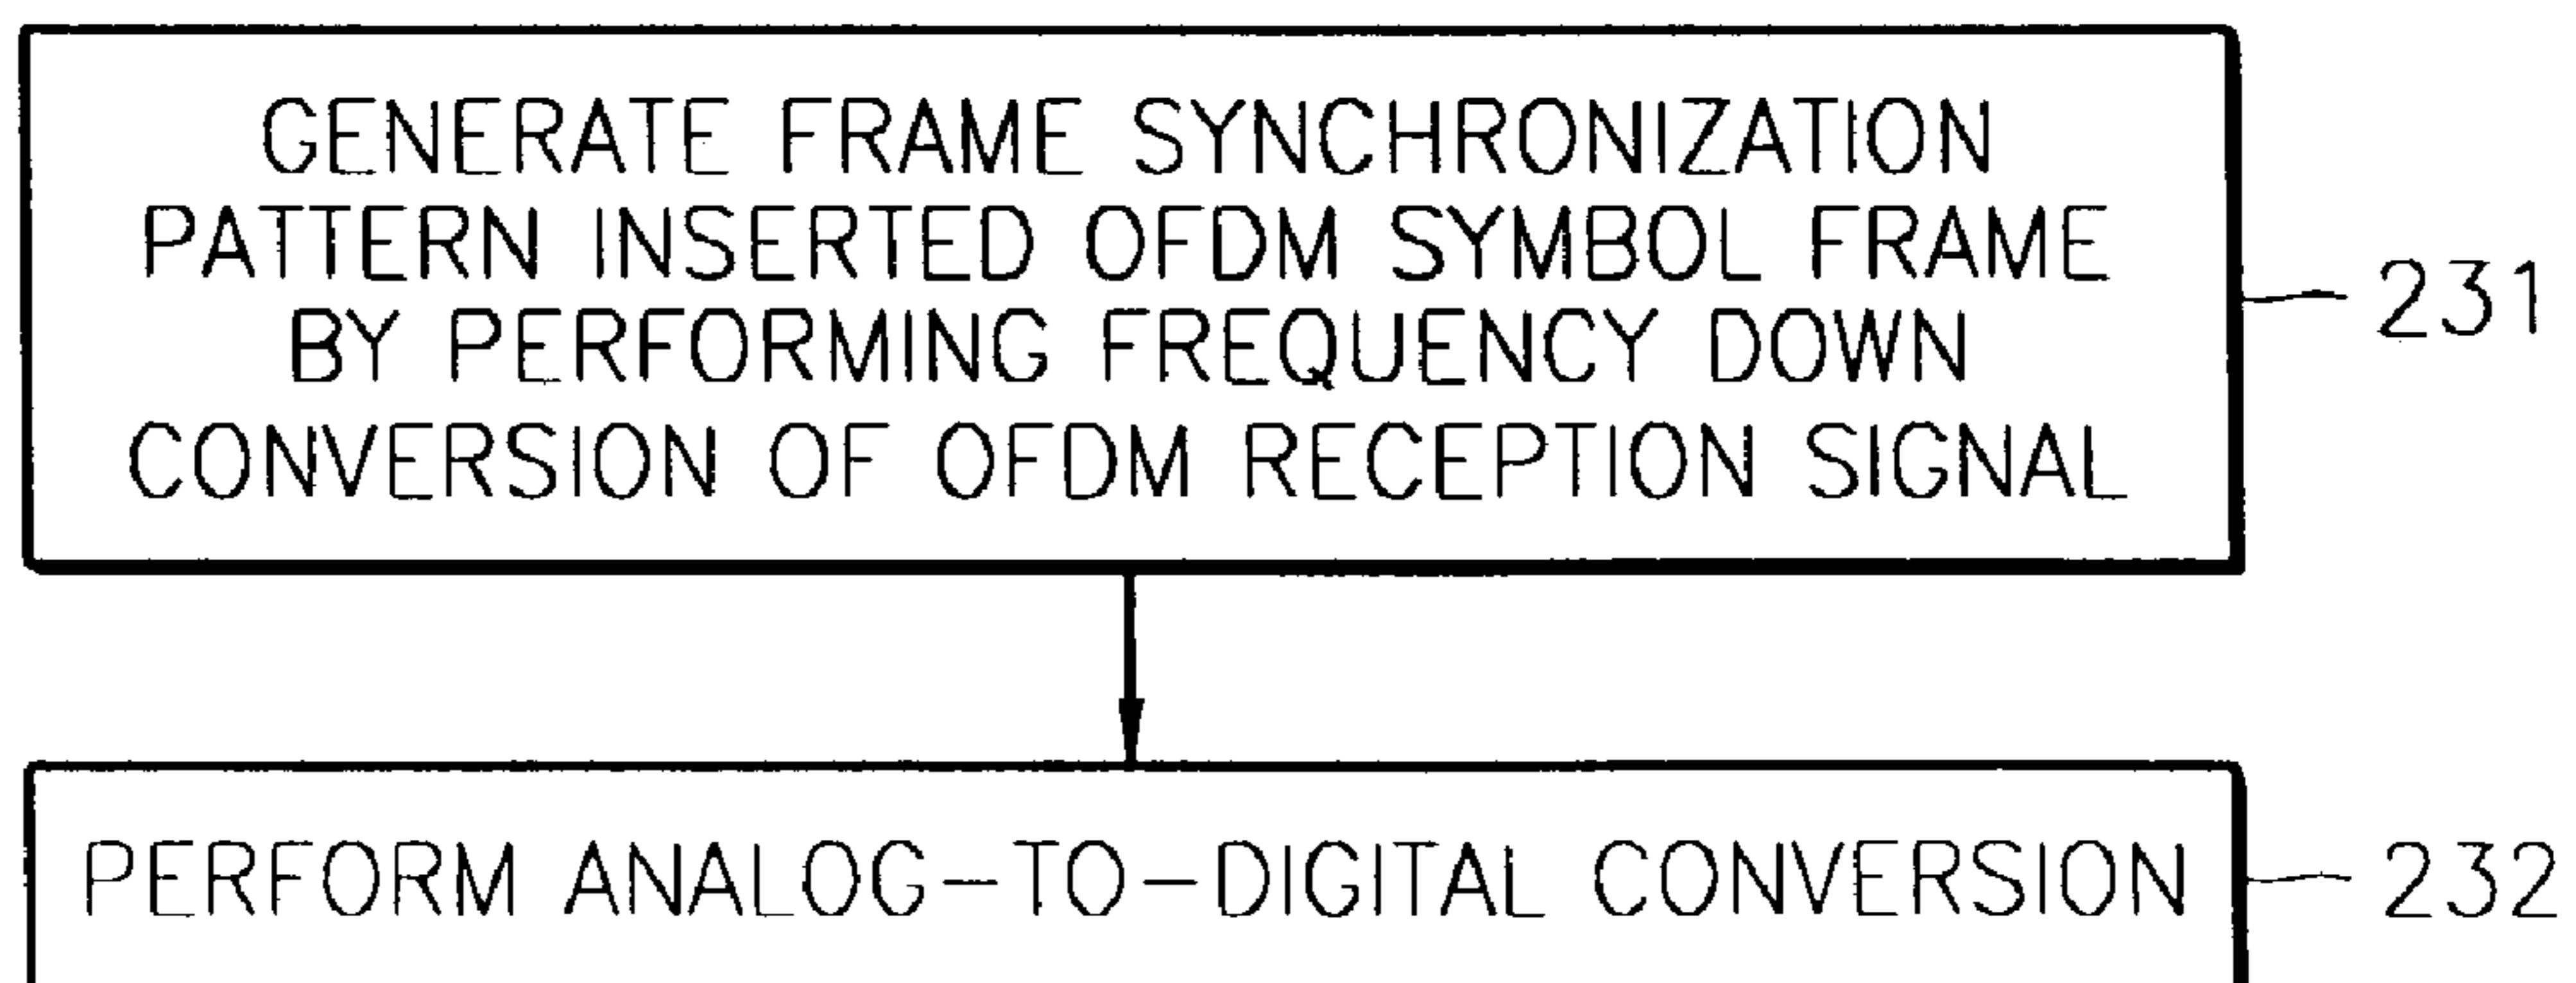 GENERATE FRAME SYNCHRONIZATION
PATTERN INSERTED OFDM SYMBOL FRAME
BY PERFORMING FREQUENCY DOWN
CONVERSION OF OFDM RECEPTION SIGNAL
231
PERFORM ANALOG-TO-DIGITAL CONVERSION
232